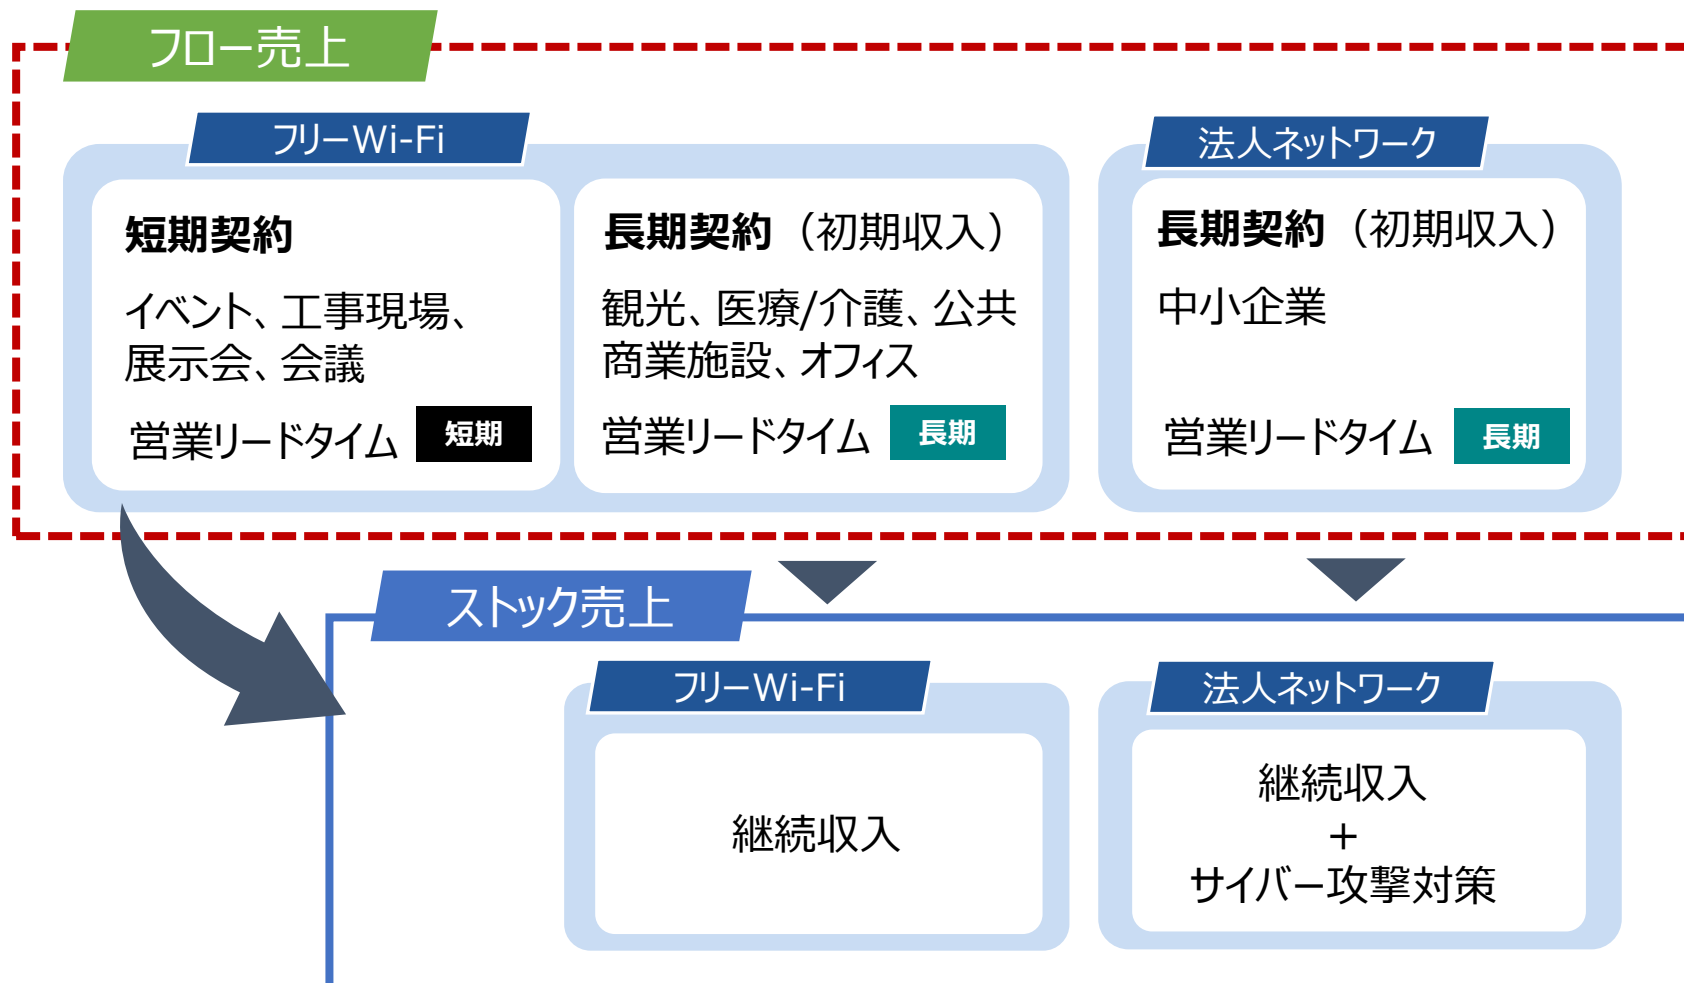 フロー売上
フリーWi-Fi
短期契約
イベント、工事現場、
展示会、会議
営業リードタイム 短期
長期契約（初期収入）
観光、医療/介護、公共
商業施設、オフィス
営業リードタイム 長期
法人ネットワーク
長期契約（初期収入）
中小企業
営業リードタイム 長期
ストック売上
フリーWi-Fi
継続収入
法人ネットワーク
継続収入
+
サイバー攻撃対策